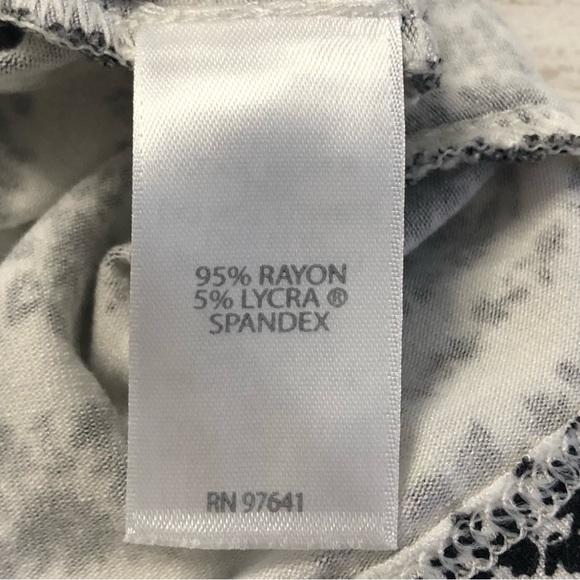 95% RAYON
5% LYCRA ®
SPANDEX
RN 97641